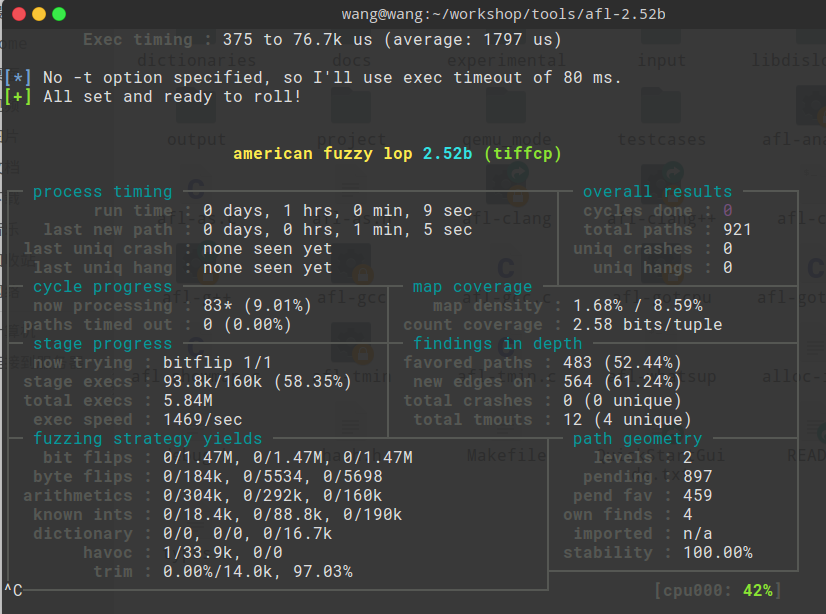 wang@wang:~/workshop/tools/afl-2.52b
Exec timing : 375 to 76.7k us (average: 1797 us)
dictionaries docs experimental input libdislo
[*] No -t option specified, so I'll use exec timeout of 80 ms.
[+] All set and ready to roll!
output project qemu_mode testcases afl-ana
american fuzzy lop 2.52b (tiffcp)
process timing overall results
run time : 0 days, 1 hrs, 0 min, 9 sec cycles done : 0
last new path : 0 days, 0 hrs, 1 min, 5 sec total paths : 921
last uniq crash : none seen yet uniq crashes : 0
last uniq hang : none seen yet uniq hangs : 0
cycle progress map coverage
now processing : 83* (9.01%) map density : 1.68% / 8.59%
paths timed out : 0 (0.00%) count coverage : 2.58 bits/tuple
stage progress findings in depth
now trying : bitflip 1/1 favored paths : 483 (52.44%)
stage execs : 93.8k/160k (58.35%) new edges on : 564 (61.24%)
total execs : 5.84M total crashes : 0 (0 unique)
exec speed : 1469/sec total tmouts : 12 (4 unique)
fuzzing strategy yields path geometry
bit flips : 0/1.47M, 0/1.47M, 0/1.47M levels : 2
byte flips : 0/184k, 0/5534, 0/5698 pending : 897
arithmetics : 0/304k, 0/292k, 0/160k pend fav : 459
known ints : 0/18.4k, 0/88.8k, 0/190k own finds : 4
dictionary : 0/0, 0/0, 0/16.7k imported : n/a
havoc : 1/33.9k, 0/0 stability : 100.00%
trim : 0.00%/14.0k, 97.03%
^C [cpu000: 42%]